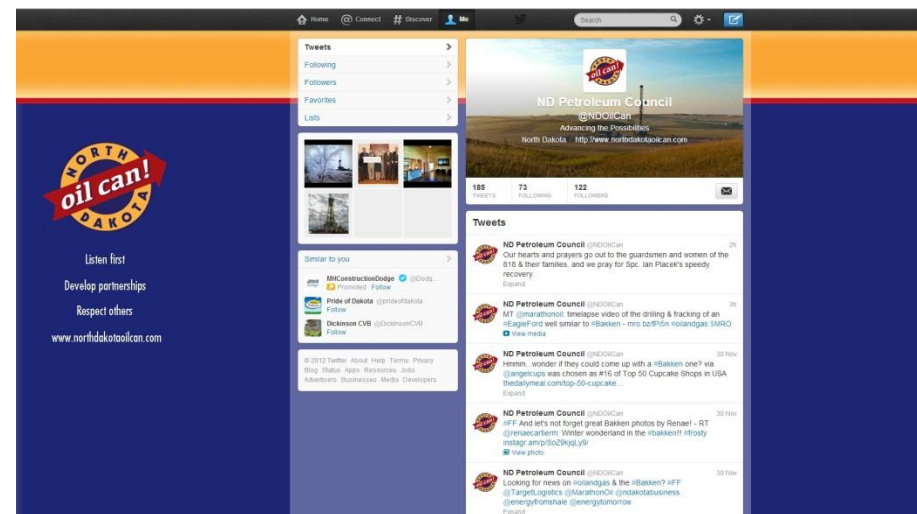 Home Connect Discover Me Search
NORTH
oil can!
DAKOTA
Listen first
Develop partnerships
Respect others
www.northdakotaoilcan.com
Tweets
Following
Followers
Favorites
Lists
Similar to you
MHConstructionDodge @Dodg...
Promoted Follow
Pride of Dakota @prideofdakota
Follow
Dickinson CVB @DickinsonCVB
Follow
© 2012 Twitter About Help Terms Privacy
Blog Status Apps Resources Jobs
Advertisers Businesses Media Developers
oil can!
ND Petroleum Council
@NDOilCan
Advancing the Possibilities
North Dakota http://www.northdakotaoilcan.com
185 73 122
TWEETS FOLLOWING FOLLOWERS
Tweets
ND Petroleum Council @NDOilCan 2h
Our hearts and prayers go out to the guardsmen and women of the
818 & their families, and we pray for Spc. Ian Placek's speedy
recovery.
Expand
ND Petroleum Council @NDOilCan 3h
MT @marathonoil: timelapse video of the drilling & fracking of an
#EagleFord well similar to #Bakken - mro.bz/fPi5n #oilandgas $MRO
View media
ND Petroleum Council @NDOilCan 30 Nov
Hmmm...wonder if they could come up with a #Bakken one? via
@angelcups was chosen as #16 of Top 50 Cupcake Shops in USA
thedailymeal.com/top-50-cupcake...
Expand
ND Petroleum Council @NDOilCan 30 Nov
#FF And let's not forget great Bakken photos by Renae! - RT
@renaecartierm: Winter wonderland in the #bakken!! #frosty
instagr.am/p/SoZ9kjqLy9/
View photo
ND Petroleum Council @NDOilCan 30 Nov
Looking for news on #oilandgas & the #Bakken? #FF
@TargetLogistics @MarathonOil @ndakotabusiness
@energyfromshale @energytomorrow
Expand